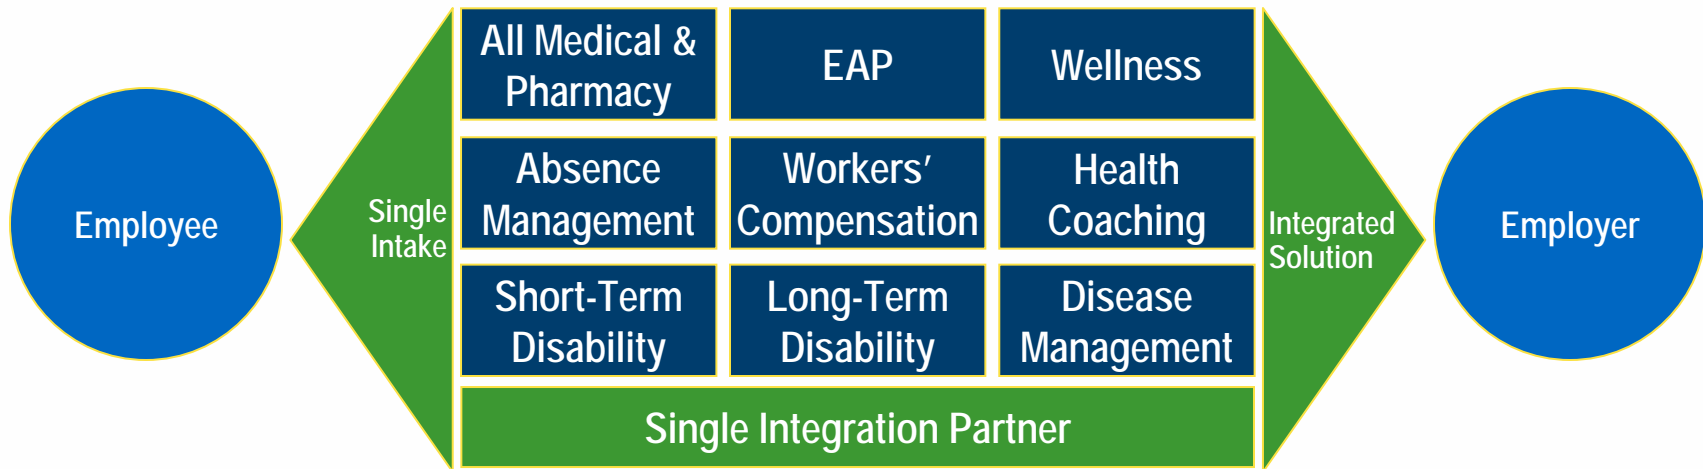 Employee
Single
Intake
All Medical &
Pharmacy
EAP
Wellness
Absence
Management
Workers’
Compensation
Health
Coaching
Short-Term
Disability
Long-Term
Disability
Disease
Management
Single Integration Partner
Integrated
Solution
Employer